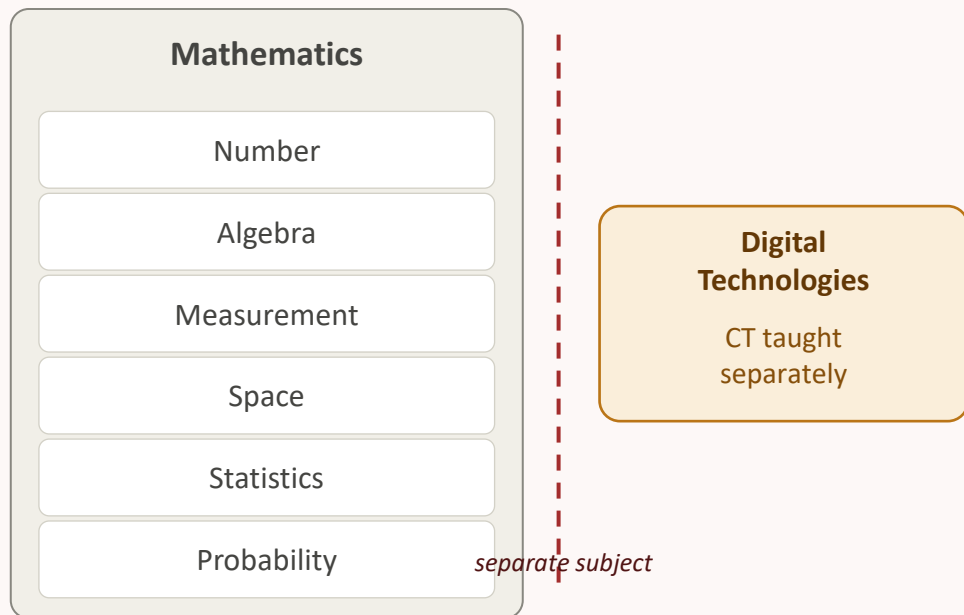 Mathematics
Number
Algebra
Measurement
Space
Statistics
Probability
separate subject
Digital
Technologies
CT taught
separately